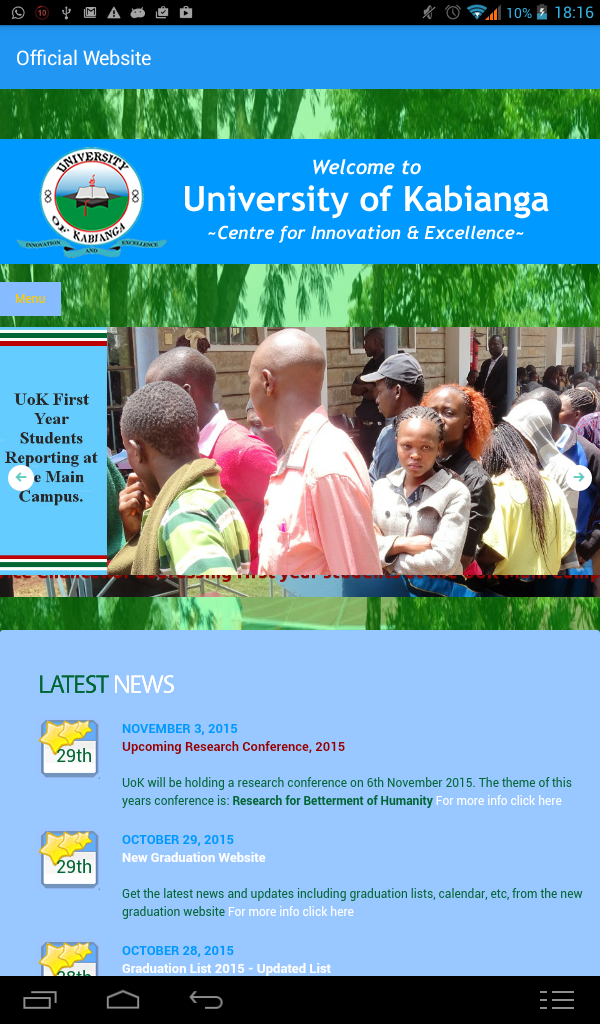 10
10%
18:16
Official Website
UNIVERSITY
OF KABIANGA
INNOVATION AND EXCELLENCE
Welcome to
University of Kabianga
~Centre for Innovation & Excellence~
Menu
UoK First
Year
Students
Reporting at
Main
Campus.
LATEST NEWS
29th
NOVEMBER 3, 2015
Upcoming Research Conference, 2015
UoK will be holding a research conference on 6th November 2015. The theme of this
years conference is: Research for Betterment of Humanity For more info click here
29th
OCTOBER 29, 2015
New Graduation Website
Get the latest news and updates including graduation lists, calendar, etc, from the new
graduation website For more info click here
28th
OCTOBER 28, 2015
Graduation List 2015 - Updated List